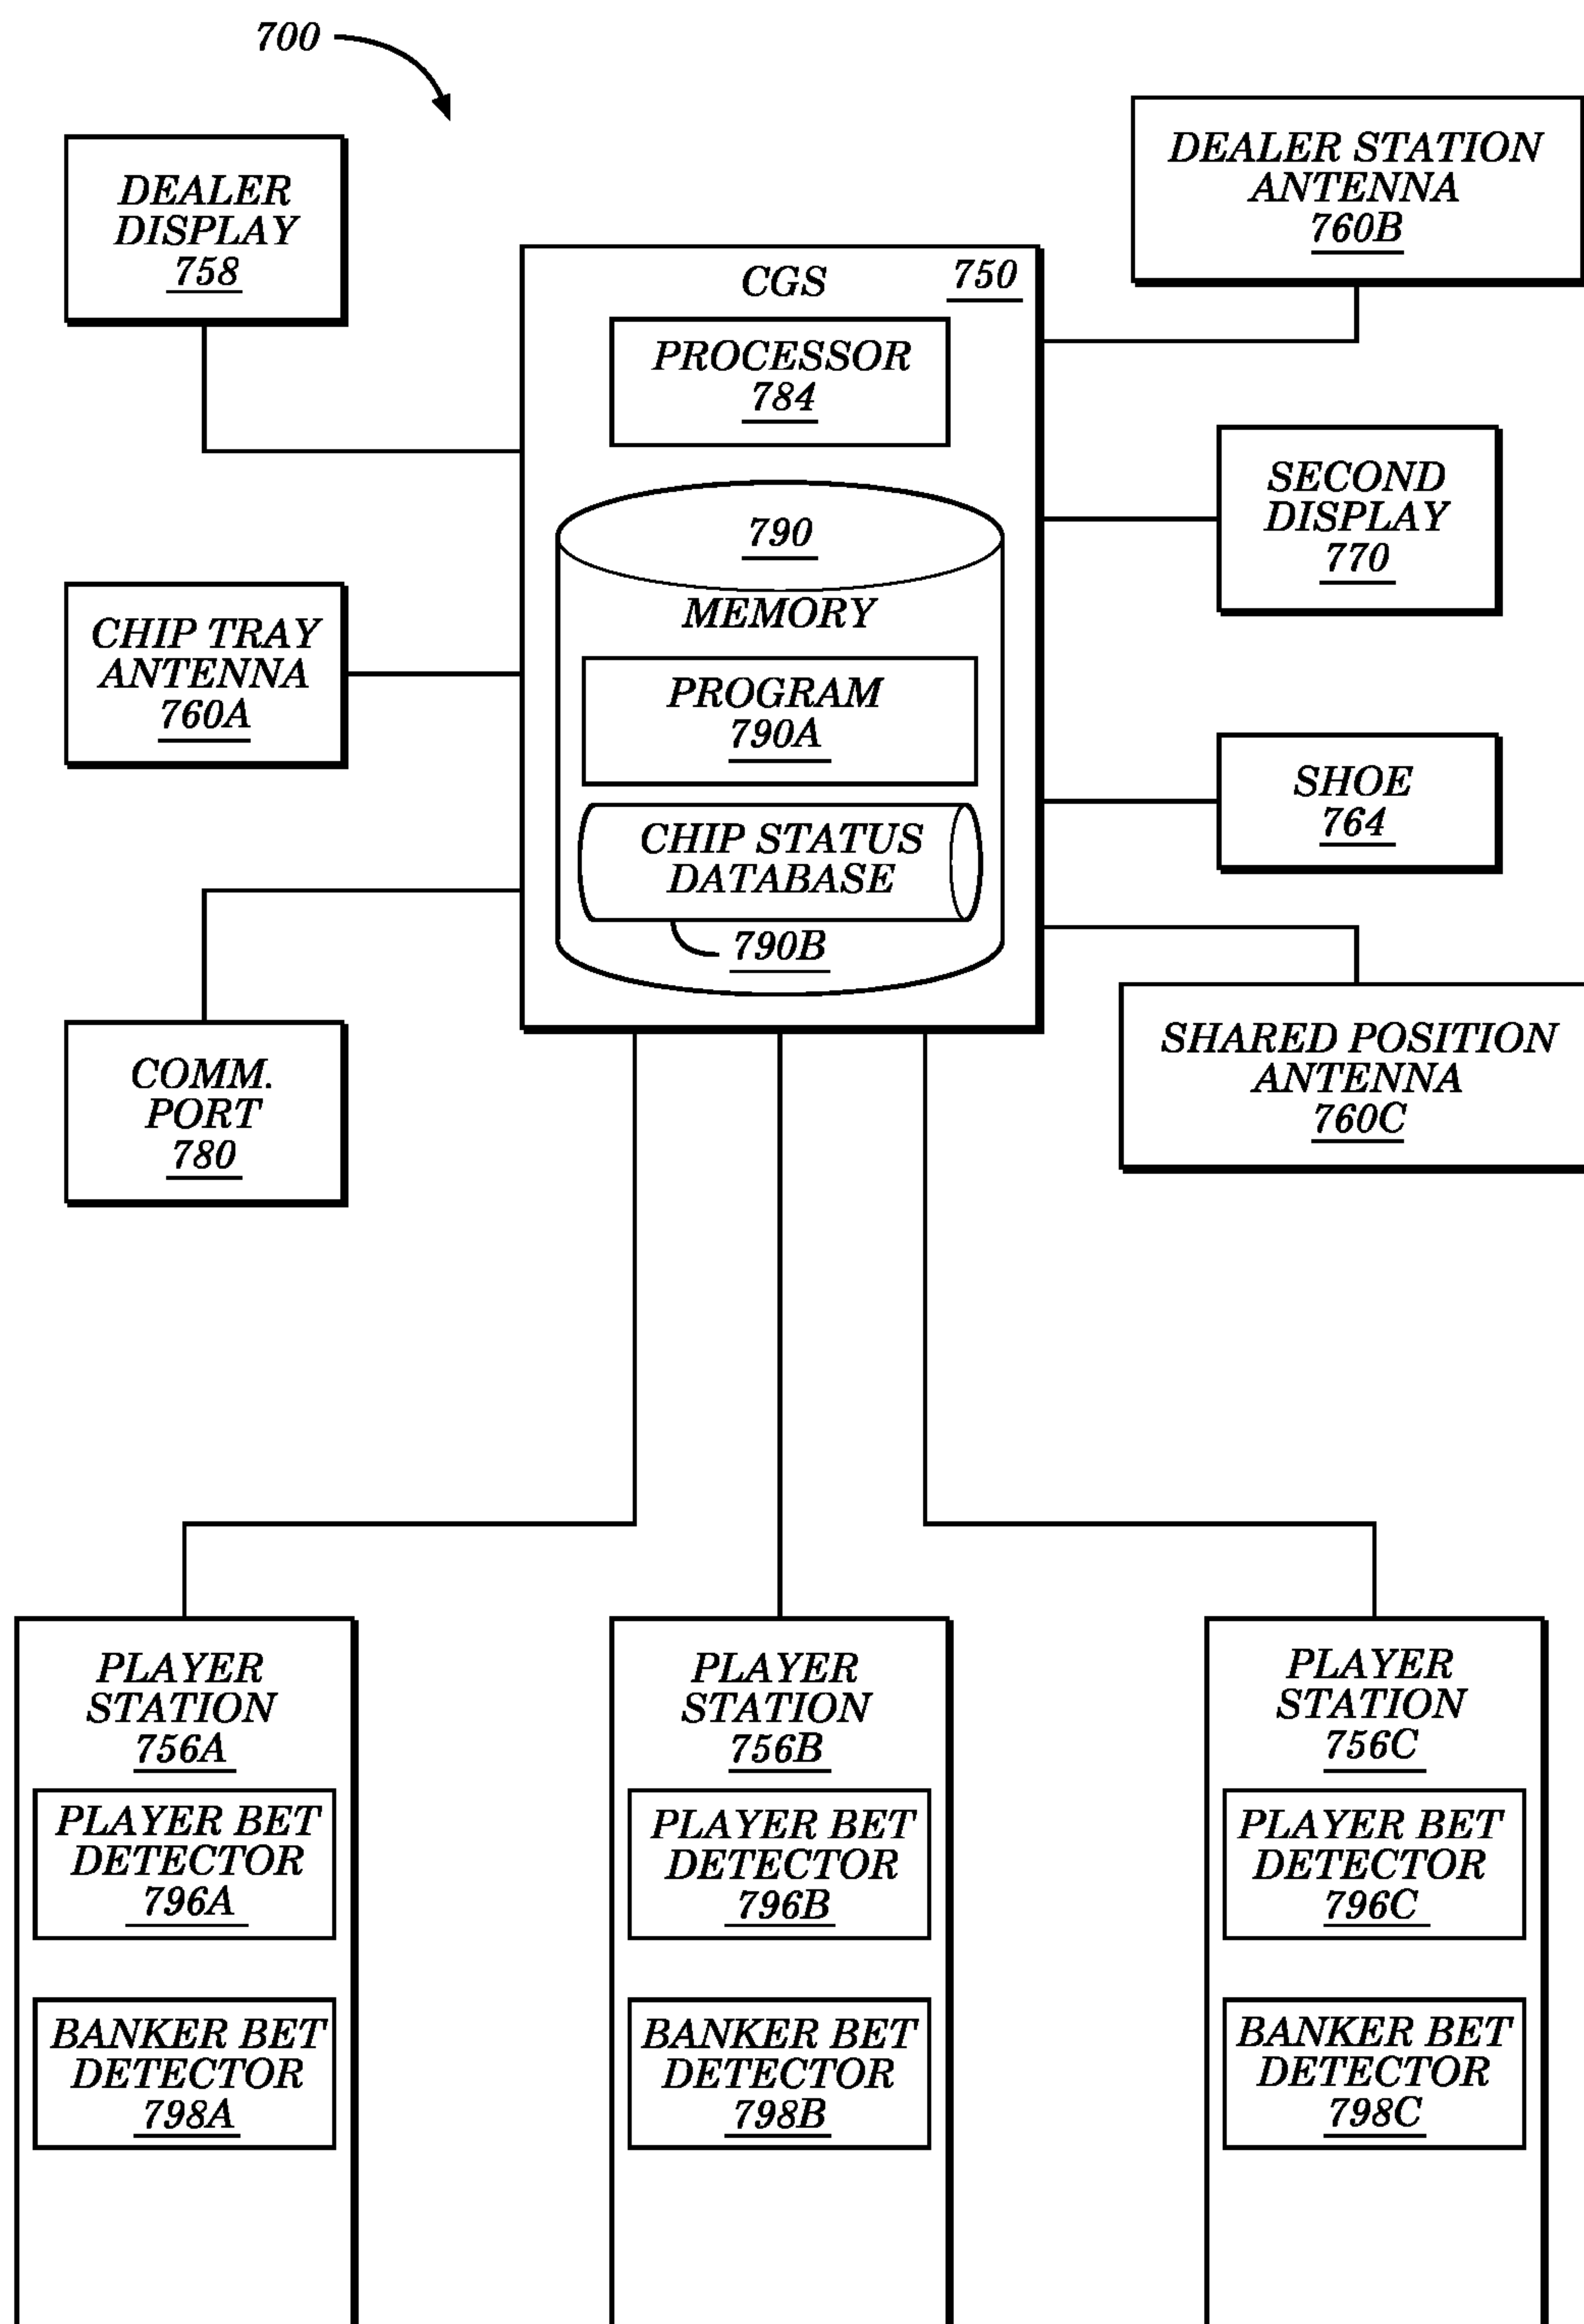 700
DEALER
DISPLAY
758
DEALER STATION
ANTENNA
760B
CGS 750
PROCESSOR
784
790
MEMORY
PROGRAM
790A
CHIP STATUS
DATABASE
790B
SECOND
DISPLAY
770
CHIP TRAY
ANTENNA
760A
SHOE
764
COMM.
PORT
780
SHARED POSITION
ANTENNA
760C
PLAYER
STATION
756A
PLAYER BET
DETECTOR
796A
BANKER BET
DETECTOR
798A
PLAYER
STATION
756B
PLAYER BET
DETECTOR
796B
BANKER BET
DETECTOR
798B
PLAYER
STATION
756C
PLAYER BET
DETECTOR
796C
BANKER BET
DETECTOR
798C